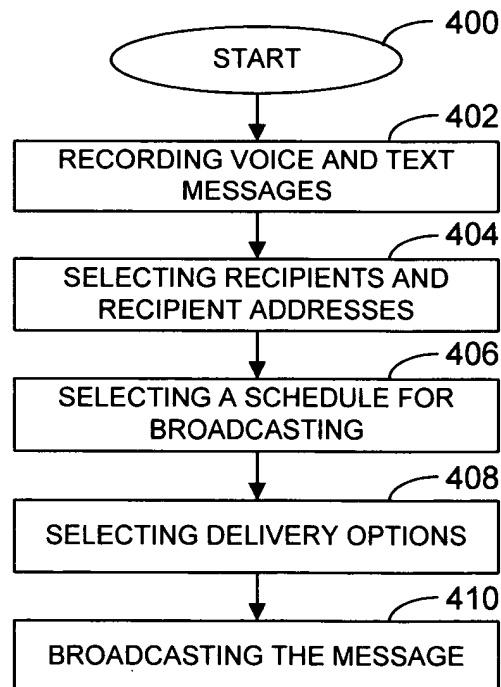 400
START
402
RECORDING VOICE AND TEXT
MESSAGES
404
SELECTING RECIPIENTS AND
RECIPIENT ADDRESSES
406
SELECTING A SCHEDULE FOR
BROADCASTING
408
SELECTING DELIVERY OPTIONS
410
BROADCASTING THE MESSAGE